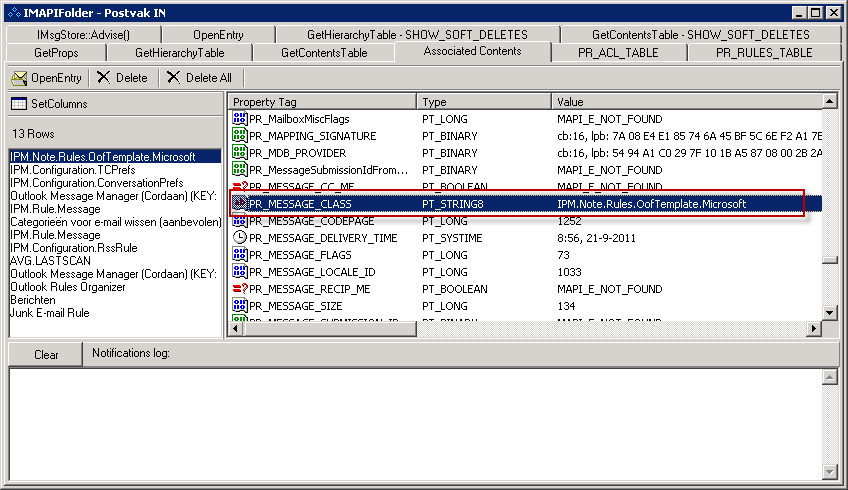 IMAPIFolder - Postvak IN
IMsgStore::Advise() OpenEntry GetHierarchyTable - SHOW_SOFT_DELETES GetContentsTable - SHOW_SOFT_DELETES
GetProps GetHierarchyTable GetContentsTable Associated Contents PR_ACL_TABLE PR_RULES_TABLE
OpenEntry Delete Delete All
SetColumns
13 Rows
IPM.Note.Rules.OofTemplate.Microsoft
IPM.Configuration.TCPrefs
IPM.Configuration.ConversationPrefs
Outlook Message Manager (Cordaan) (KEY:
IPM.Rule.Message
Categorieën voor e-mail wissen (aanbevolen)
IPM.Rule.Message
IPM.Configuration.RssRule
AVG.LASTSCAN
Outlook Message Manager (Cordaan) (KEY:
Outlook Rules Organizer
Berichten
Junk E-mail Rule
Property Tag Type Value
PR_MailboxMiscFlags PT_LONG MAPI_E_NOT_FOUND
PR_MAPPING_SIGNATURE PT_BINARY cb:16, lpb: 7A 08 E4 E1 85 74 6A 45 BF 5C 6E F2 A1 7E
PR_MDB_PROVIDER PT_BINARY cb:16, lpb: 54 94 A1 C0 29 7F 10 1B A5 87 08 00 2B 2A
PR_MessageSubmissionIdFrom... PT_BINARY MAPI_E_NOT_FOUND
PR_MESSAGE_CC_ME PT_BOOLEAN MAPI_E_NOT_FOUND
PR_MESSAGE_CLASS PT_STRING8 IPM.Note.Rules.OofTemplate.Microsoft
PR_MESSAGE_CODEPAGE PT_LONG 1252
PR_MESSAGE_DELIVERY_TIME PT_SYSTIME 8:56, 21-9-2011
PR_MESSAGE_FLAGS PT_LONG 73
PR_MESSAGE_LOCALE_ID PT_LONG 1033
PR_MESSAGE_RECIP_ME PT_BOOLEAN MAPI_E_NOT_FOUND
PR_MESSAGE_SIZE PT_LONG 134
PR_MESSAGE_SUBMISSION_ID PT_BINARY MAPI_E_NOT_FOUND
Clear Notifications log: